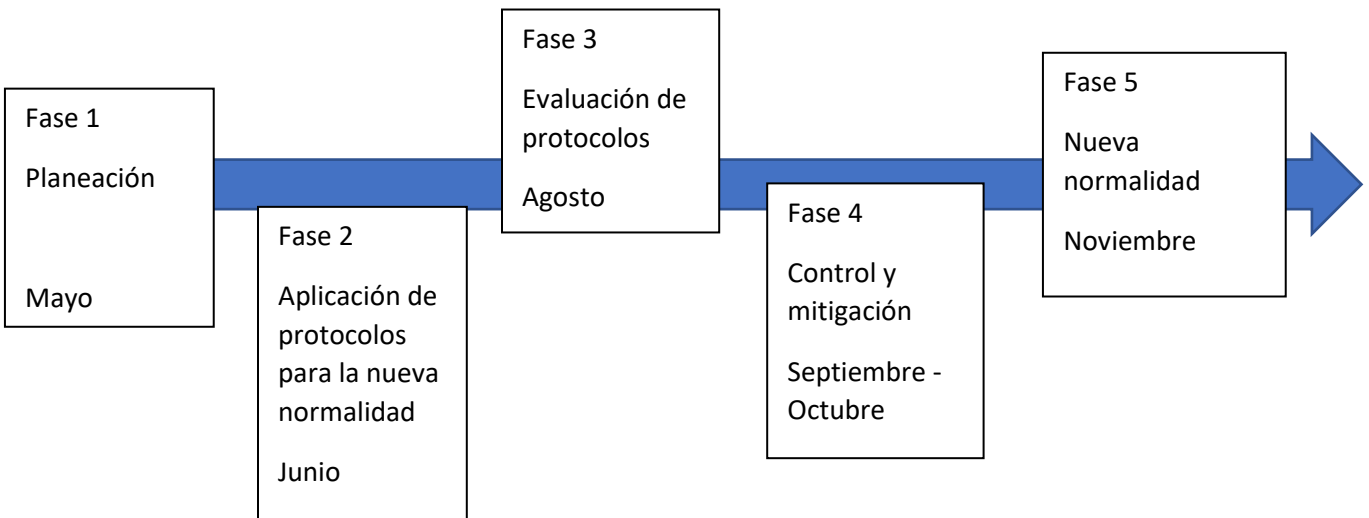 Fase 1
Planeación
Mayo
Fase 2
Aplicación de
protocolos
para la nueva
normalidad
Junio
Fase 3
Evaluación de
protocolos
Agosto
Fase 4
Control y
mitigación
Septiembre -
Octubre
Fase 5
Nueva
normalidad
Noviembre